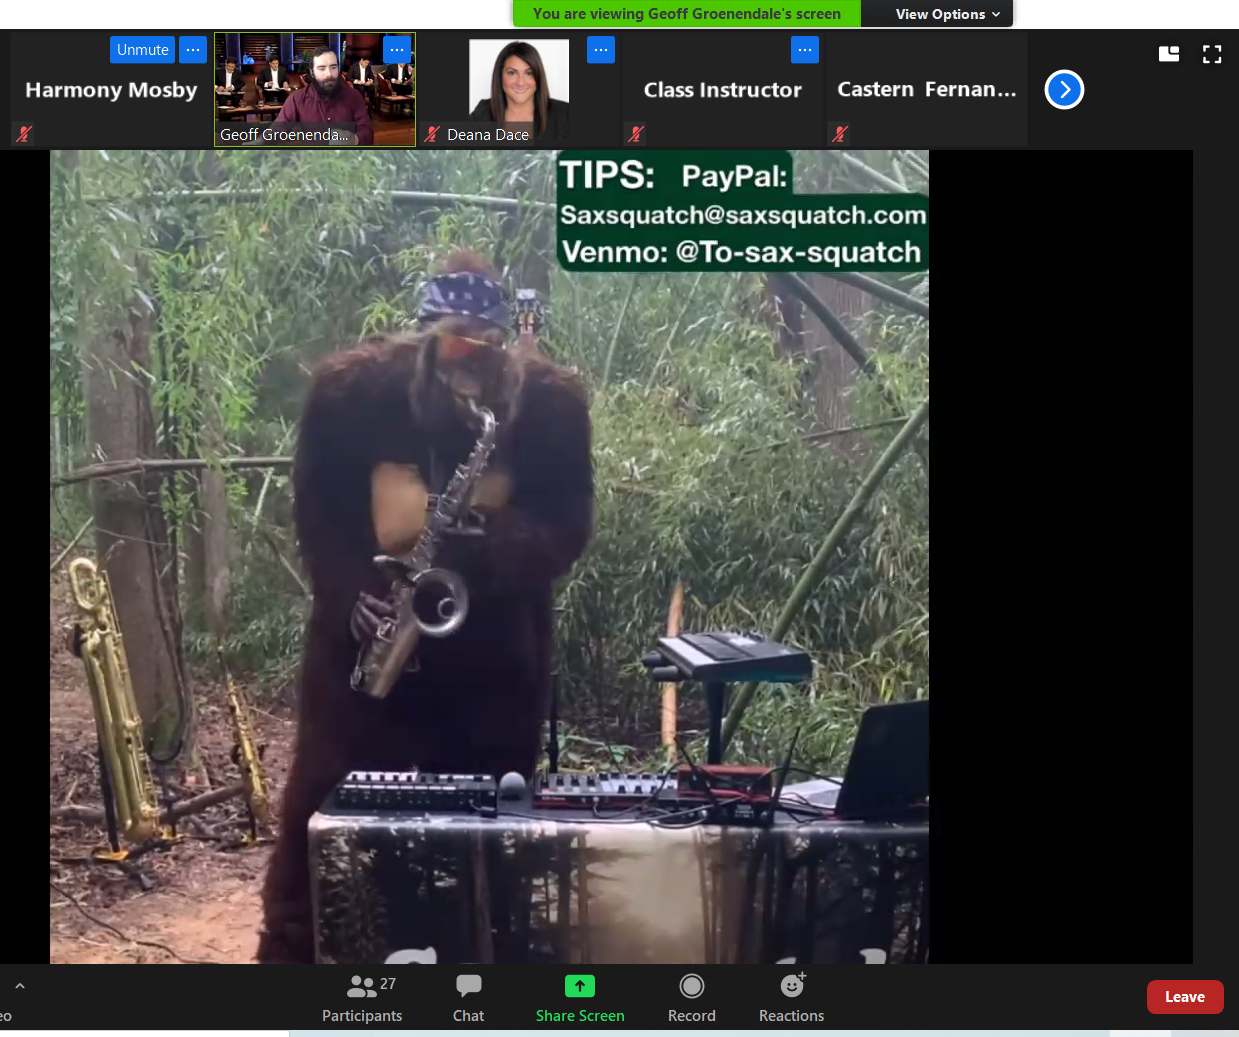 You are viewing Geoff Groenendale's screen
View Options
Unmute
...
Harmony Mosby
...
Geoff Groenenda...
...
Deana Dace
...
Class Instructor
Castern Fernan...
TIPS: PayPal:
Saxsquatch@saxsquatch.com
Venmo: @To-sax-squatch
eo
Participants
27
Chat
Share Screen
Record
Reactions
Leave